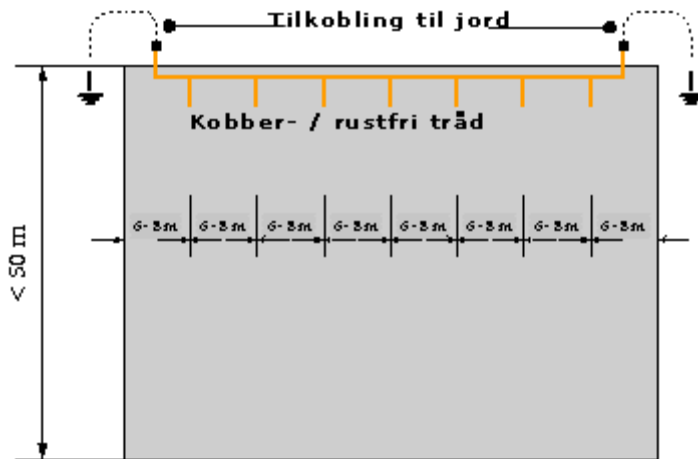 Tilkobling til jord
Kobber- / rustfri tråd
6-8m 6-8m 6-8m 6-8m 6-8m 6-8m 6-8m 6-8m
< 50 m